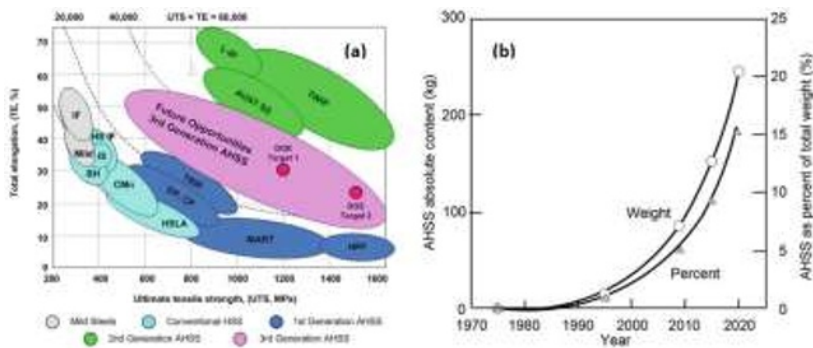 20,000 40,000 UTS * TE = 60,000
(a)
Total elongation, (TE, %)
70
60
50
40
30
20
10
0
200 400 600 800 1000 1200 1400 1600
Ultimate tensile strength, (UTS, MPa)
IF
Mild
HSS IF
IS
BH
CMn
HSLA
TRIP
DP, CP
MART
HPF
TWIP
AUST SS
Future Opportunities
3rd Generation AHSS
DOE
Target 1
DOE
Target 2
Mild Steels
Conventional HSS
1st Generation AHSS
2nd Generation AHSS
3rd Generation AHSS
(b)
AHSS absolute content (kg)
300
200
100
0
AHSS as percent of total weight (%)
25
20
15
10
5
0
Weight
Percent
1970 1980 1990 2000 2010 2020
Year